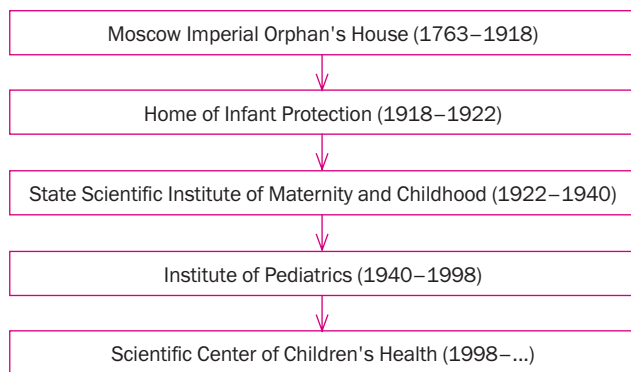 Moscow Imperial Orphan's House (1763–1918)
Home of Infant Protection (1918–1922)
State Scientific Institute of Maternity and Childhood (1922–1940)
Institute of Pediatrics (1940–1998)
Scientific Center of Children's Health (1998–...)